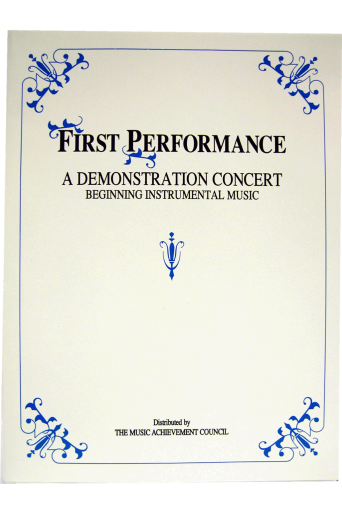 FIRST PERFORMANCE
A DEMONSTRATION CONCERT
BEGINNING INSTRUMENTAL MUSIC
Distributed by
THE MUSIC ACHIEVEMENT COUNCIL